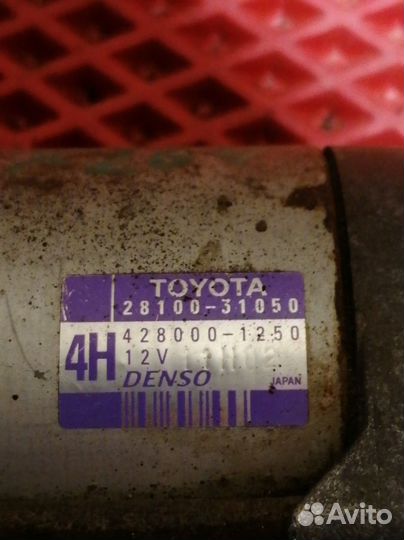 TOYOTA
28100-31050
4H
428000-1250
12V
DENSO
JAPAN
Avito